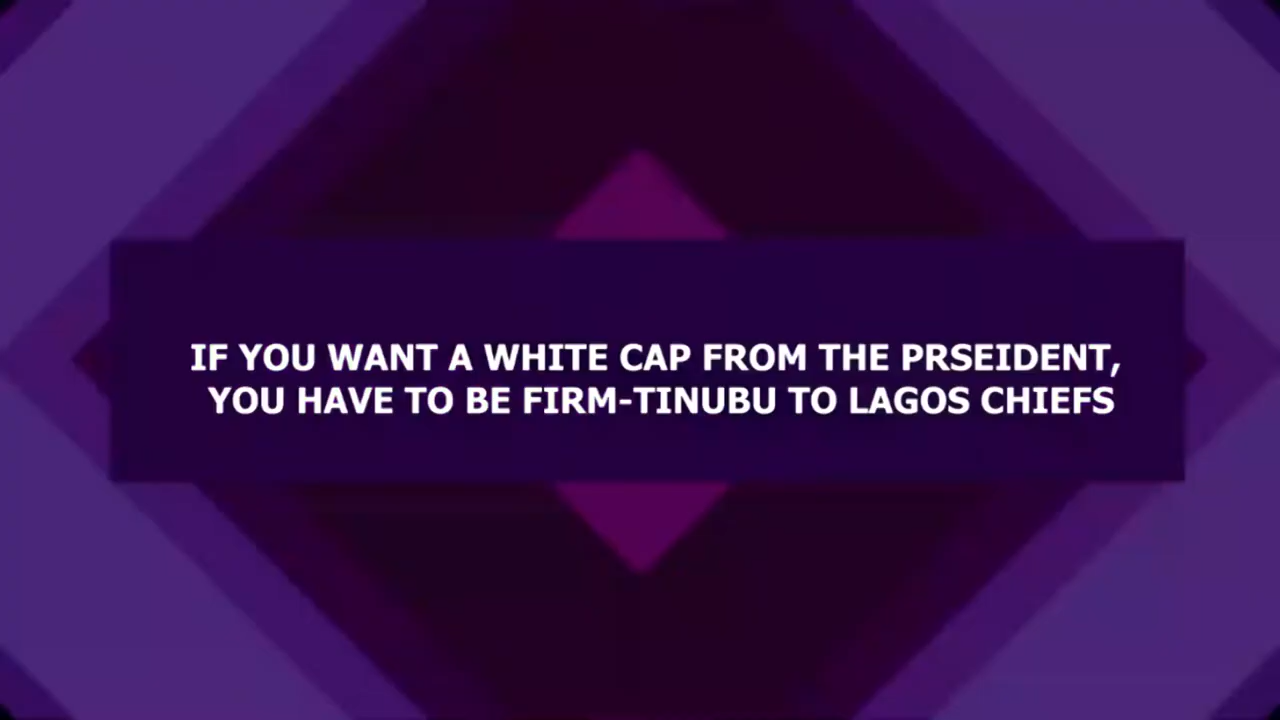 IF YOU WANT A WHITE CAP FROM THE PRSEIDENT,
YOU HAVE TO BE FIRM-TINUBU TO LAGOS CHIEFS